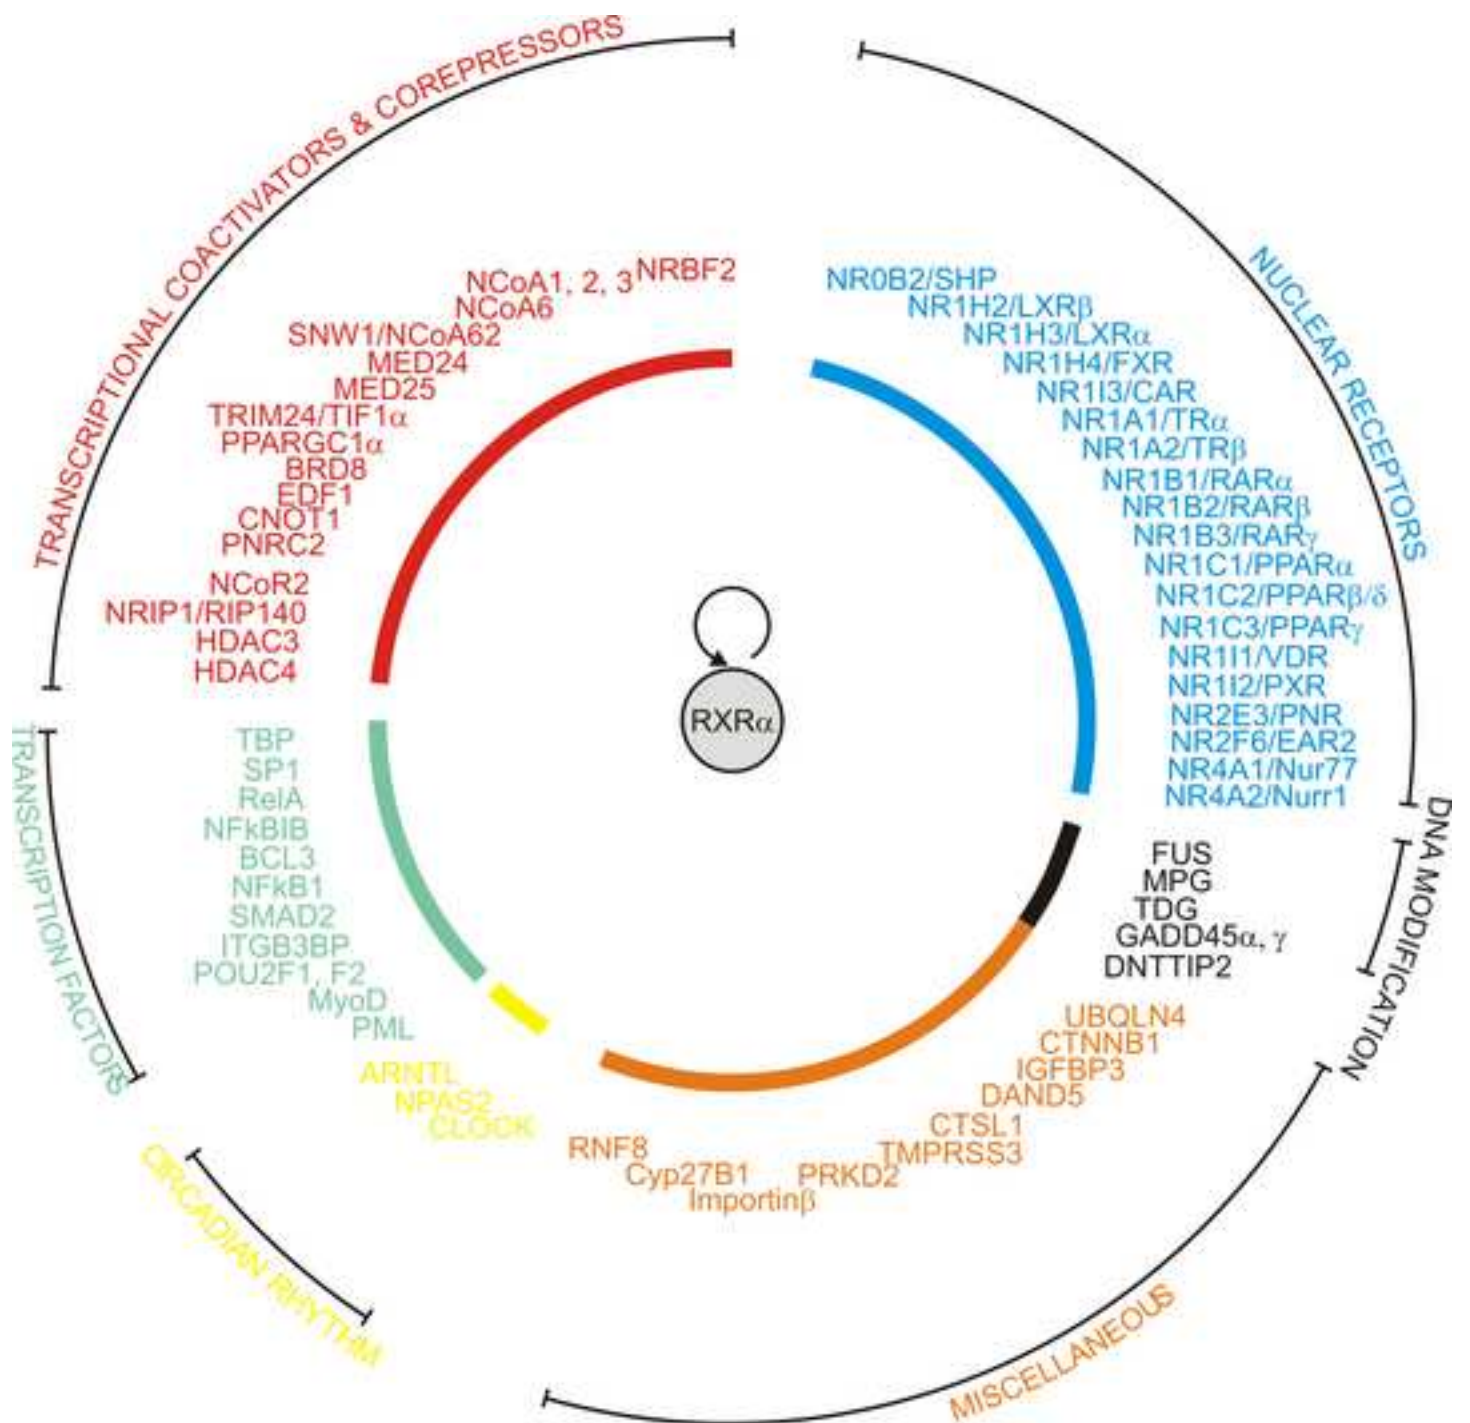 TRANSCRIPTIONAL COACTIVATORS & COREPRESSORS
NRBF2
NCoA1, 2, 3
NCoA6
SNW1/NCoA62
MED24
MED25
TRIM24/TIF1α
PPARGC1α
BRD8
EDF1
CNOT1
PNRC2
NCoR2
NRIP1/RIP140
HDAC3
HDAC4
NUCLEAR RECEPTORS
NR0B2/SHP
NR1H2/LXRβ
NR1H3/LXRα
NR1H4/FXR
NR1I3/CAR
NR1A1/TRα
NR1A2/TRβ
NR1B1/RARα
NR1B2/RARβ
NR1B3/RARγ
NR1C1/PPARα
NR1C2/PPARβ/δ
NR1C3/PPARγ
NR1I1/VDR
NR1I2/PXR
NR2E3/PNR
NR2F6/EAR2
NR4A1/Nur77
NR4A2/Nurr1
RXRα
TRANSCRIPTION FACTORS
TBP
SP1
RelA
NFkBIB
BCL3
NFkB1
SMAD2
ITGB3BP
POU2F1, F2
MyoD
PML
DNA MODIFICATION
FUS
MPG
TDG
GADD45α, γ
DNTTIP2
CIRCADIAN RHYTHM
ARNTL
NPAS2
CLOCK
MISCELLANEOUS
UBQLN4
CTNNB1
IGFBP3
DAND5
CTSL1
TMPRSS3
PRKD2
Importinβ
Cyp27B1
RNF8